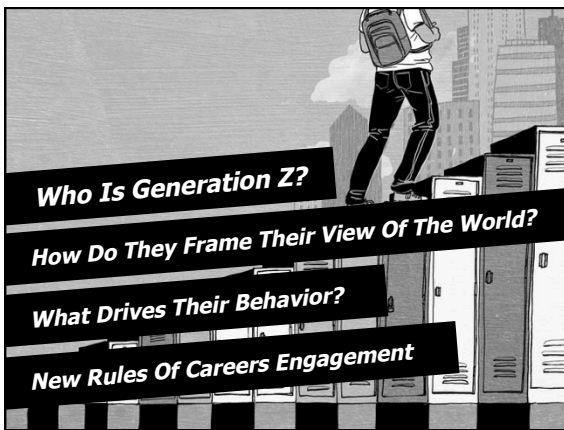 Who Is Generation Z?
How Do They Frame Their View Of The World?
What Drives Their Behavior?
New Rules Of Careers Engagement